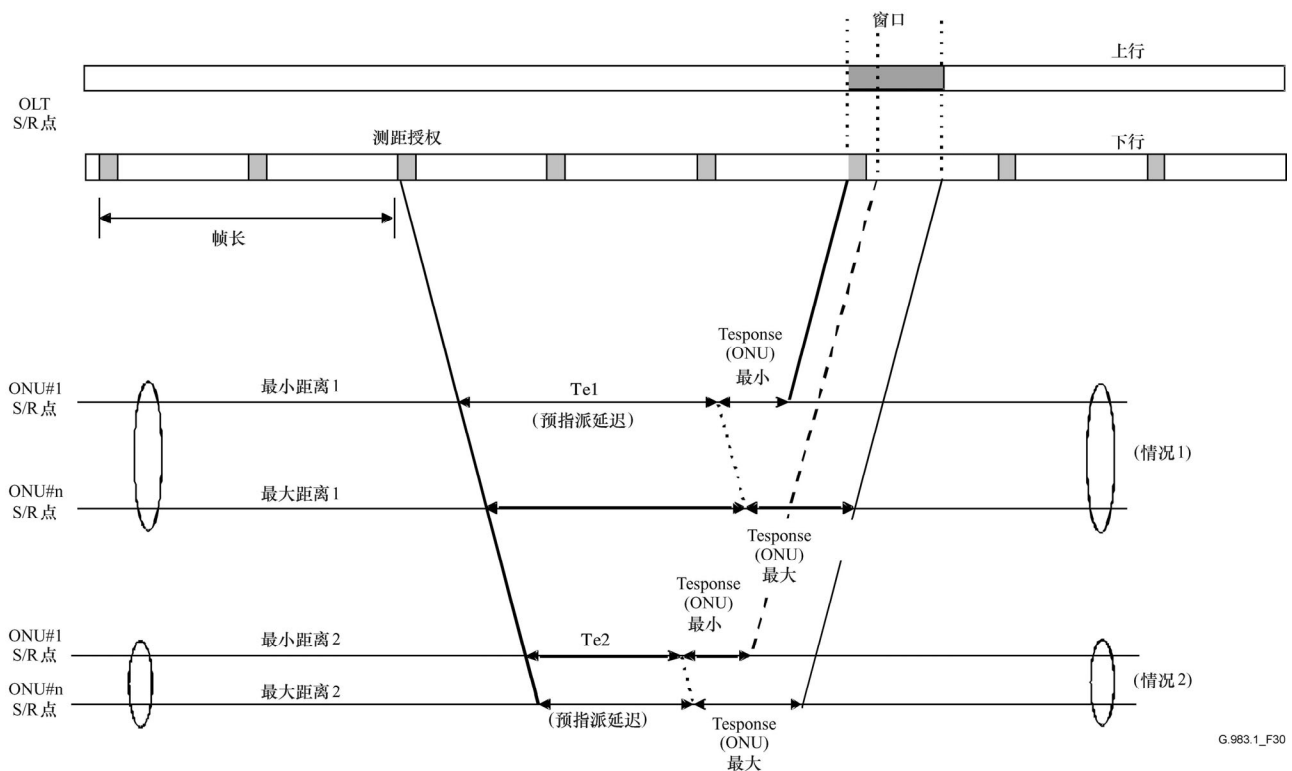 窗口
上行
OLT
S/R点
测距授权
下行
帧长
Tesponse
(ONU)
最小
ONU#1
S/R点
最小距离1
Te1
(预指派延迟)
(情况1)
ONU#n
S/R点
最大距离1
Tesponse
(ONU)
最大
Tesponse
(ONU)
最小
ONU#1
S/R点
最小距离2
Te2
(情况2)
ONU#n
S/R点
最大距离2
(预指派延迟)
Tesponse
(ONU)
最大
G.983.1_F30